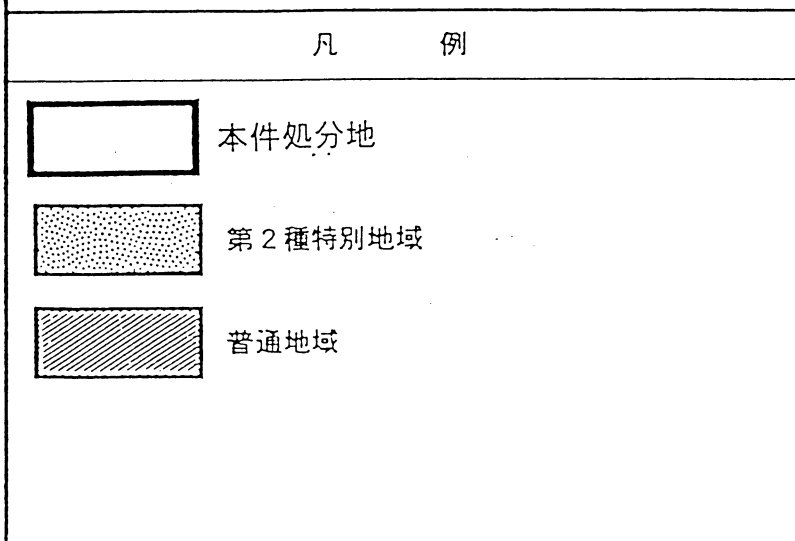 凡　例
本件処分地
第２種特別地域
普通地域